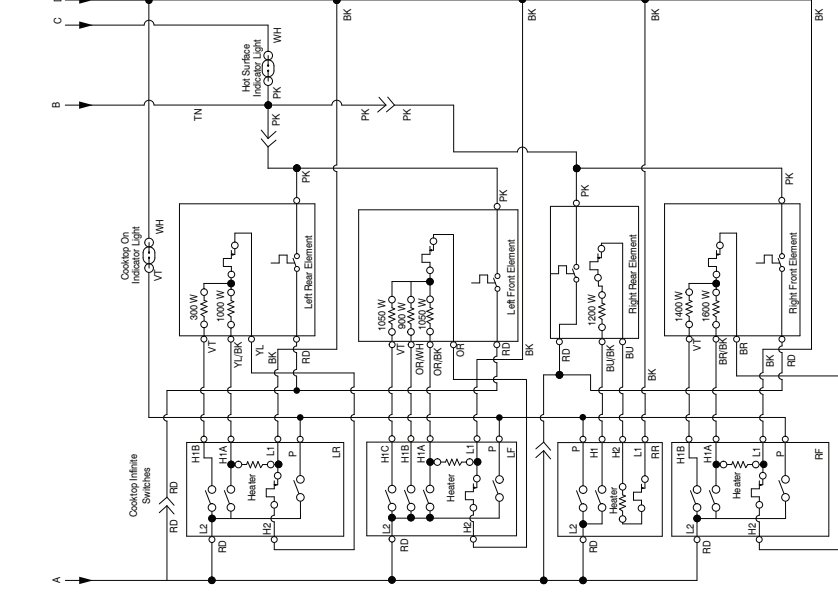 C
BK
BK
BK
BK
WH
Hot Surface
Indicator Light
PK
B
TN
PK
PK
PK
PK
PK
PK
PK
Cooktop On
Indicator Light
WH
VT
300 W
1000 W
Left Rear Element
1050 W
900 W
1050 W
Left Front Element
1200 W
Right Rear Element
1400 W
1600 W
Right Front Element
VT
YL/BK
YL
BK
RD
VT
OR/WH
OR/BK
OR
RD
BK
RD
BU/BK
BU
BK
VT
BR/BK
BR
BK
RD
Cooktop Infinite
Switches
RD
RD
H1B
H1A
L1
P
LR
Heater
L2
H2
RD
H1C
H1B
H1A
L1
P
LF
Heater
L2
H2
RD
P
H1
H2
L1
RR
Heater
L2
RD
H1B
H1A
L1
P
RF
Heater
L2
H2
RD
A